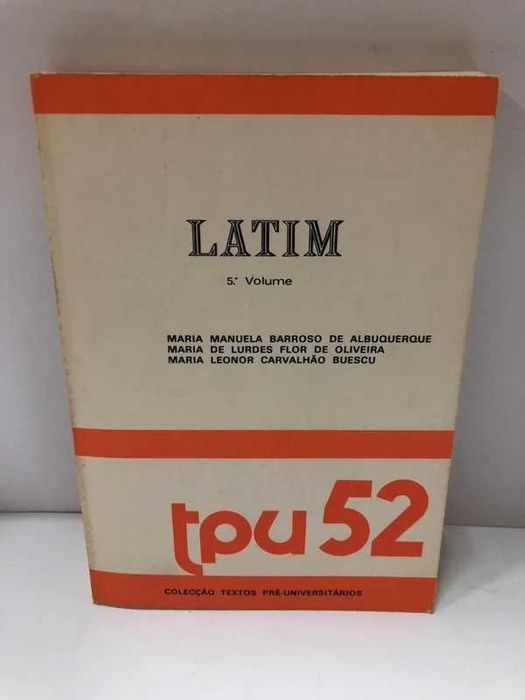 LATIM
5.º Volume
MARIA MANUELA BARROSO DE ALBUQUERQUE
MARIA DE LURDES FLOR DE OLIVEIRA
MARIA LEONOR CARVALHÃO BUESCU
tpu 52
COLECÇÃO TEXTOS PRÉ-UNIVERSITÁRIOS